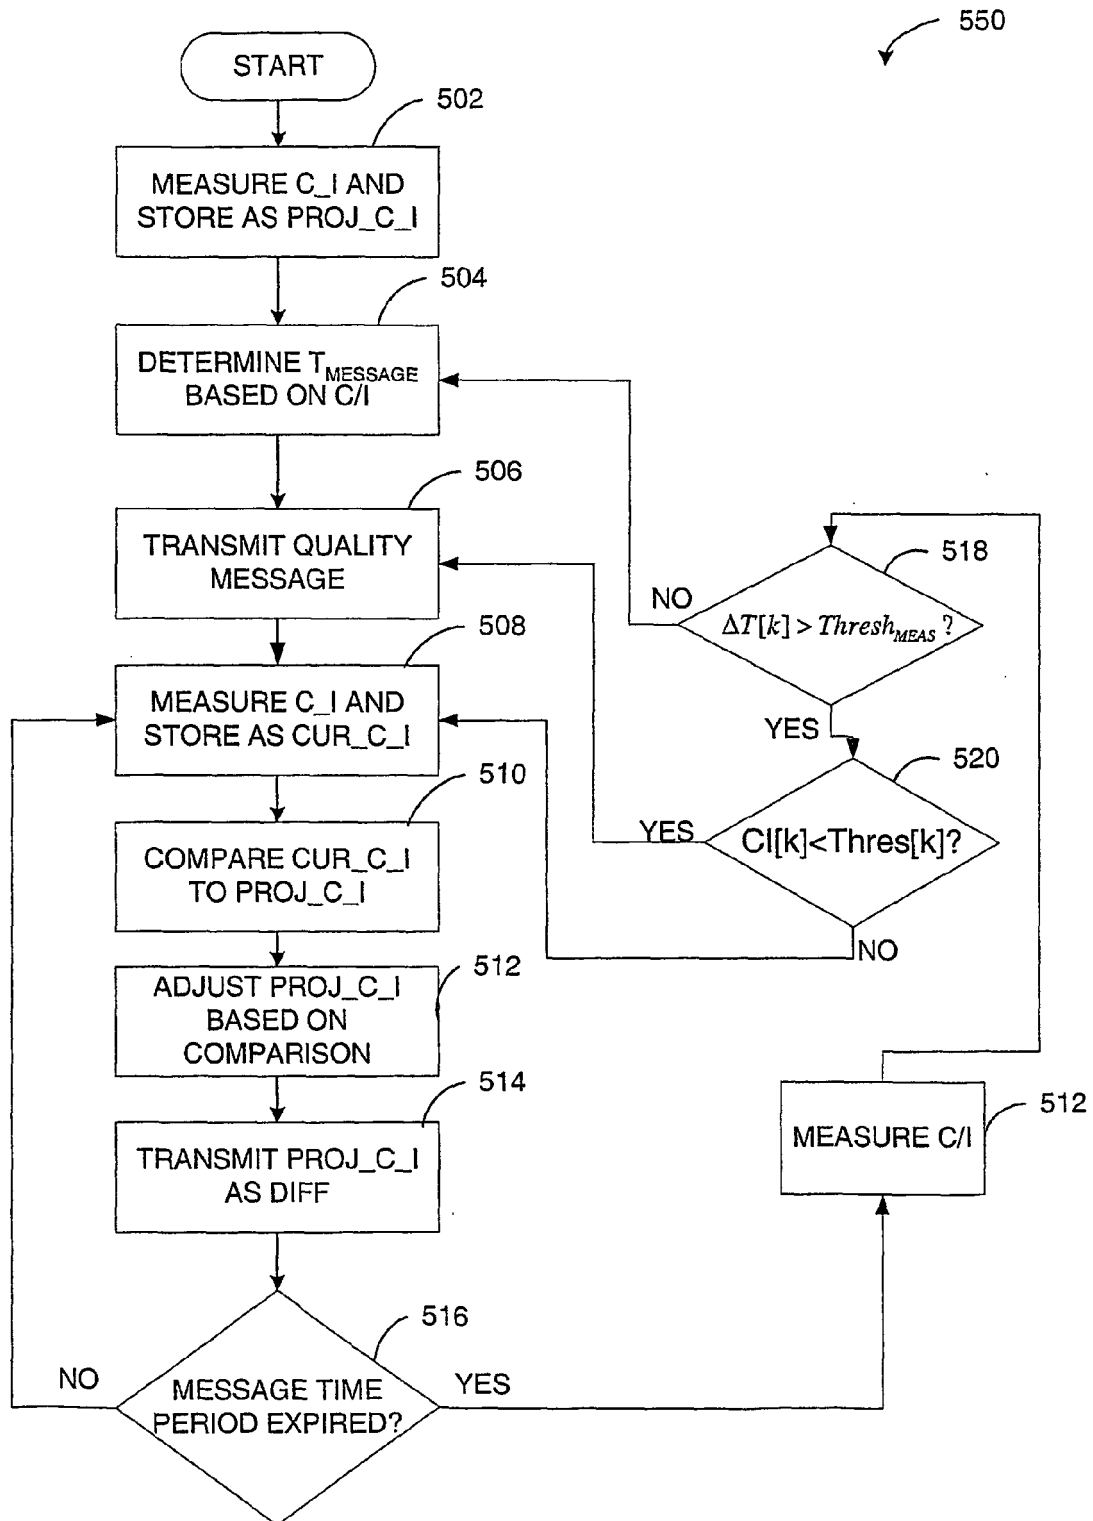 550
START
502
MEASURE C_I AND
STORE AS PROJ_C_I
504
DETERMINE T_MESSAGE
BASED ON C/I
506
TRANSMIT QUALITY
MESSAGE
518
NO
ΔT[k] > Thresh_MEAS ?
508
MEASURE C_I AND
STORE AS CUR_C_I
YES
520
510
YES
CI[k]<Thres[k]?
COMPARE CUR_C_I
TO PROJ_C_I
NO
512
ADJUST PROJ_C_I
BASED ON
COMPARISON
514
512
MEASURE C/I
TRANSMIT PROJ_C_I
AS DIFF
516
NO
YES
MESSAGE TIME
PERIOD EXPIRED?